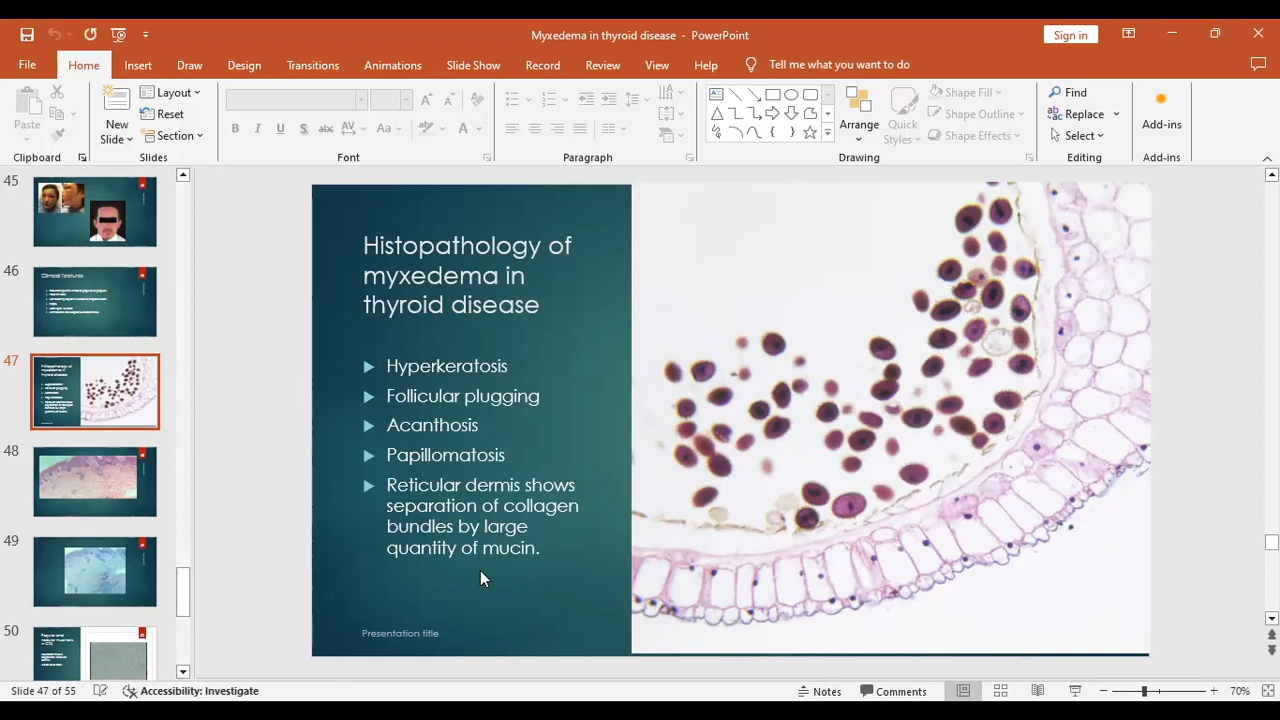 Myxedema in thyroid disease - PowerPoint
Sign in
File Home Insert Draw Design Transitions Animations Slide Show Record Review View Help Tell me what you want to do
Paste
Clipboard
New
Slide
Layout
Reset
Section
Slides
B I U S abc AV Aa A
Font
Paragraph
Arrange
Quick
Styles
Shape Fill
Shape Outline
Shape Effects
Drawing
Find
Replace
Select
Editing
Add-ins
Add-ins
45
46
Clinical features
47
48
49
50
Histopathology of
myxedema in
thyroid disease
Hyperkeratosis
Follicular plugging
Acanthosis
Papillomatosis
Reticular dermis shows
separation of collagen
bundles by large
quantity of mucin.
Presentation title
Slide 47 of 55
Accessibility: Investigate
Notes
Comments
70%